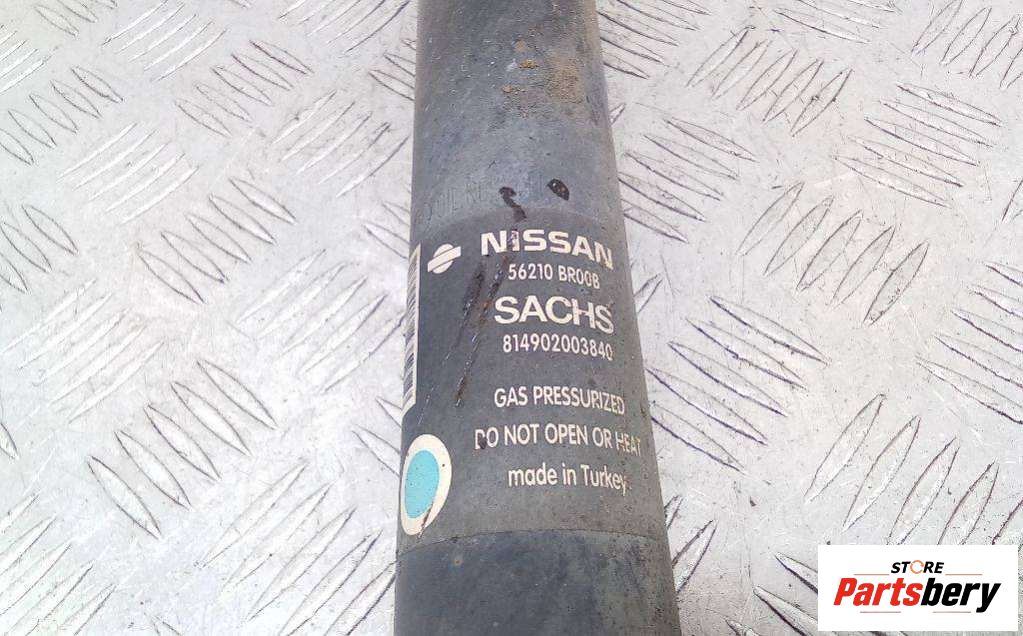 NISSAN
56210 BR00B
SACHS
814902003840
GAS PRESSURIZED
DO NOT OPEN OR HEAT
made in Turkey
STORE
Partsbery